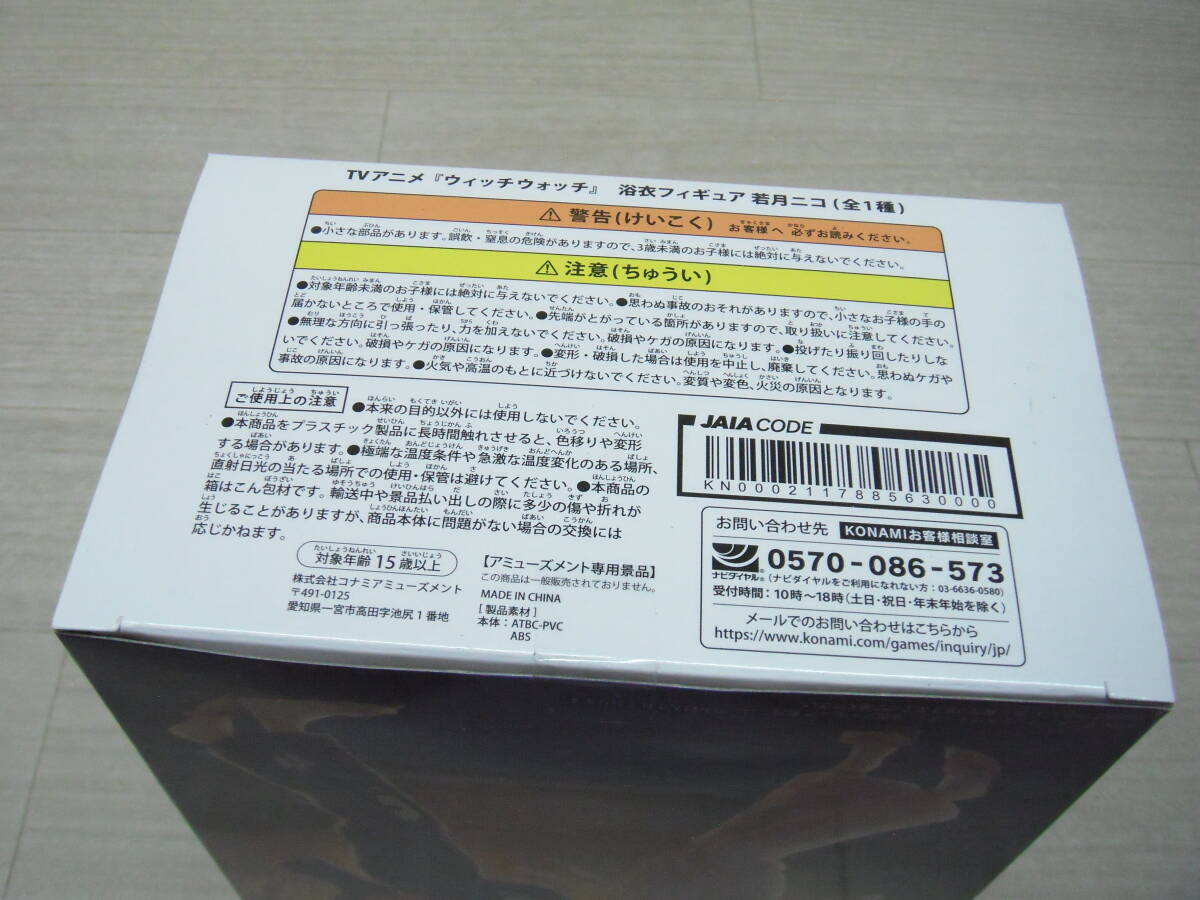 TVアニメ『ウィッチウォッチ』 浴衣フィギュア 若月ニコ(全1種)
⚠ 警告(けいこく) お客様へ 必ずお読みください。
●小さな部品があります。誤飲・窒息の危険がありますので、3歳未満のお子様には絶対に与えないでください。
⚠ 注意(ちゅうい)
●対象年齢未満のお子様には絶対に与えないでください。●思わぬ事故のおそれがありますので、小さなお子様の手の
届かないところで使用・保管してください。●先端がとがっている箇所がありますので、取り扱いに注意してください。
●無理な方向に引っ張ったり、力を加えないでください。破損やケガの原因になります。●投げたり振り回したりしな
いでください。破損やケガの原因になります。●変形・破損した場合は使用を中止し、廃棄してください。思わぬケガや
事故の原因になります。●火気や高温のもとに近づけないでください。変質や変色、火災の原因となります。
ご使用上の注意 ●本来の目的以外には使用しないでください。
●本商品をプラスチック製品に長時間触れさせると、色移りや変形
する場合があります。●極端な温度条件や急激な温度変化のある場所、
直射日光の当たる場所での使用・保管は避けてください。●本商品の
箱はこん包材です。輸送中や景品払い出しの際に多少の傷や折れが
生じることがありますが、商品本体に問題がない場合の交換には
応じかねます。
対象年齢 15歳以上
株式会社コナミアミューズメント
〒491-0125
愛知県一宮市高田字池尻1番地
【アミューズメント専用景品】
この商品は一般販売されておりません。
MADE IN CHINA
[製品素材]
本体:ATBC-PVC
ABS
JAIA CODE
KN00021178856300​00
お問い合わせ先 KONAMIお客様相談室
ナビダイヤル® 0570-086-573
(ナビダイヤルをご利用になれない方:03-6636-0580)
受付時間:10時~18時(土日・祝日・年末年始を除く)
メールでのお問い合わせはこちらから
https://www.konami.com/games/inquiry/jp/